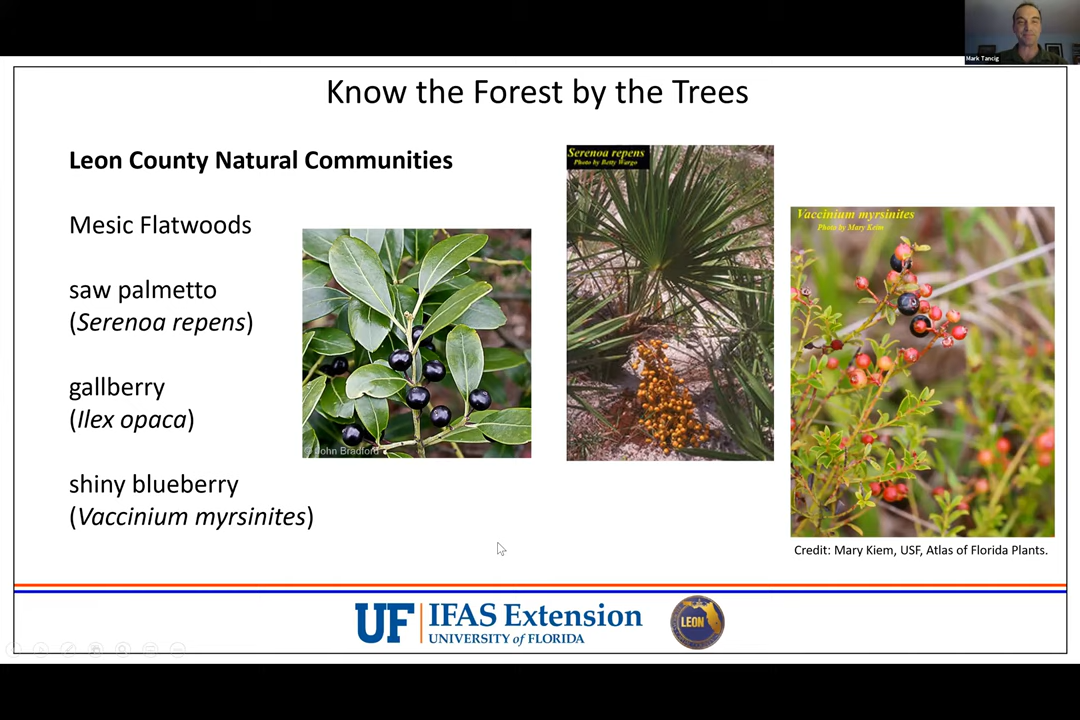 Mark Tancig
Know the Forest by the Trees
Leon County Natural Communities
Mesic Flatwoods
saw palmetto
(Serenoa repens)
gallberry
(Ilex opaca)
shiny blueberry
(Vaccinium myrsinites)
© John Bradford
Serenoa repens
Photo by Betty Wargo
Vaccinium myrsinites
Photo by Mary Keim
Credit: Mary Kiem, USF, Atlas of Florida Plants.
UF IFAS Extension
UNIVERSITY of FLORIDA
LEON